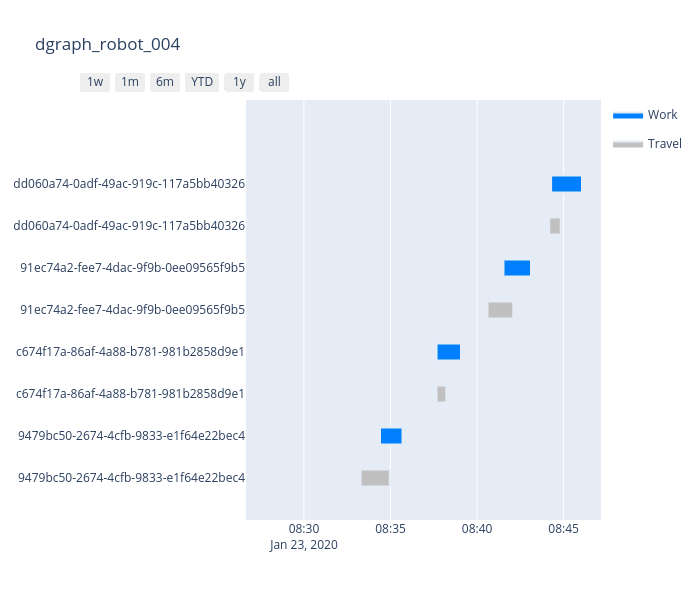 dgraph_robot_004
1w 1m 6m YTD 1y all
Work
Travel
dd060a74-0adf-49ac-919c-117a5bb40326
dd060a74-0adf-49ac-919c-117a5bb40326
91ec74a2-fee7-4dac-9f9b-0ee09565f9b5
91ec74a2-fee7-4dac-9f9b-0ee09565f9b5
c674f17a-86af-4a88-b781-981b2858d9e1
c674f17a-86af-4a88-b781-981b2858d9e1
9479bc50-2674-4cfb-9833-e1f64e22bec4
9479bc50-2674-4cfb-9833-e1f64e22bec4
08:30 08:35 08:40 08:45
Jan 23, 2020